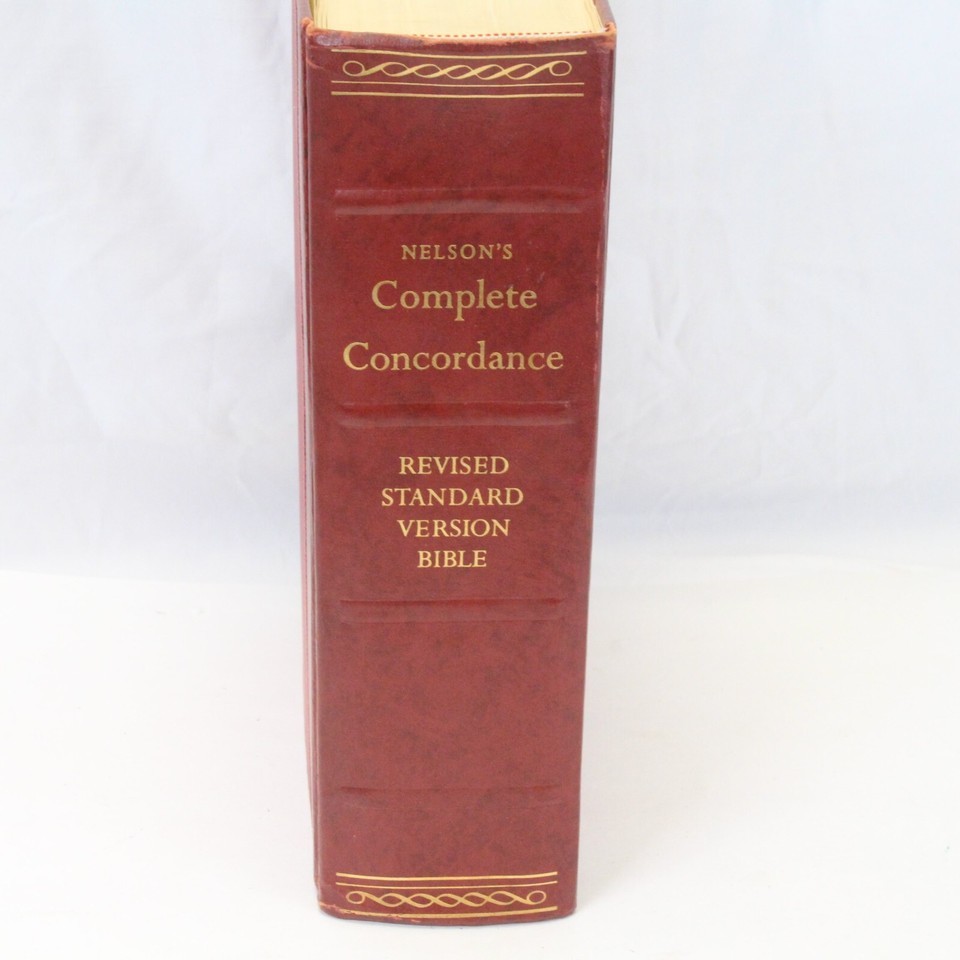 NELSON'S
Complete
Concordance
REVISED
STANDARD
VERSION
BIBLE